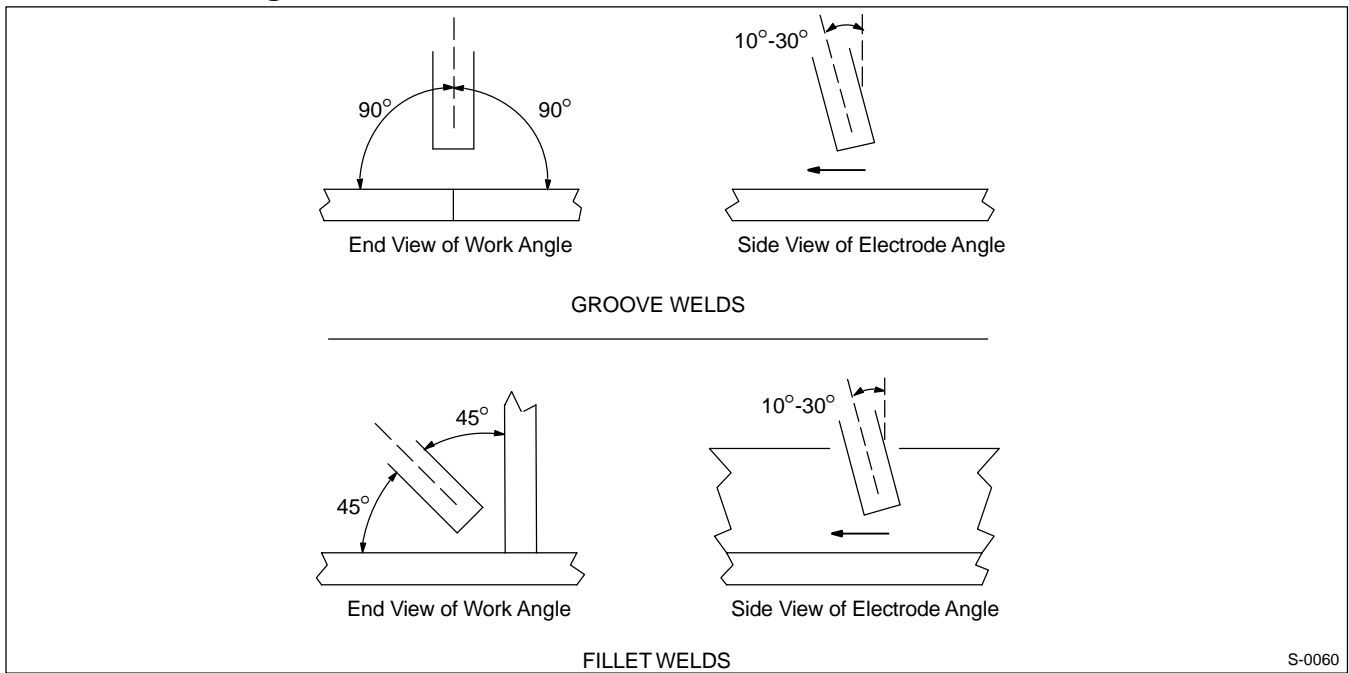 10°-30°
90°
90°
End View of Work Angle
Side View of Electrode Angle
GROOVE WELDS
10°-30°
45°
45°
End View of Work Angle
Side View of Electrode Angle
FILLET WELDS
S-0060